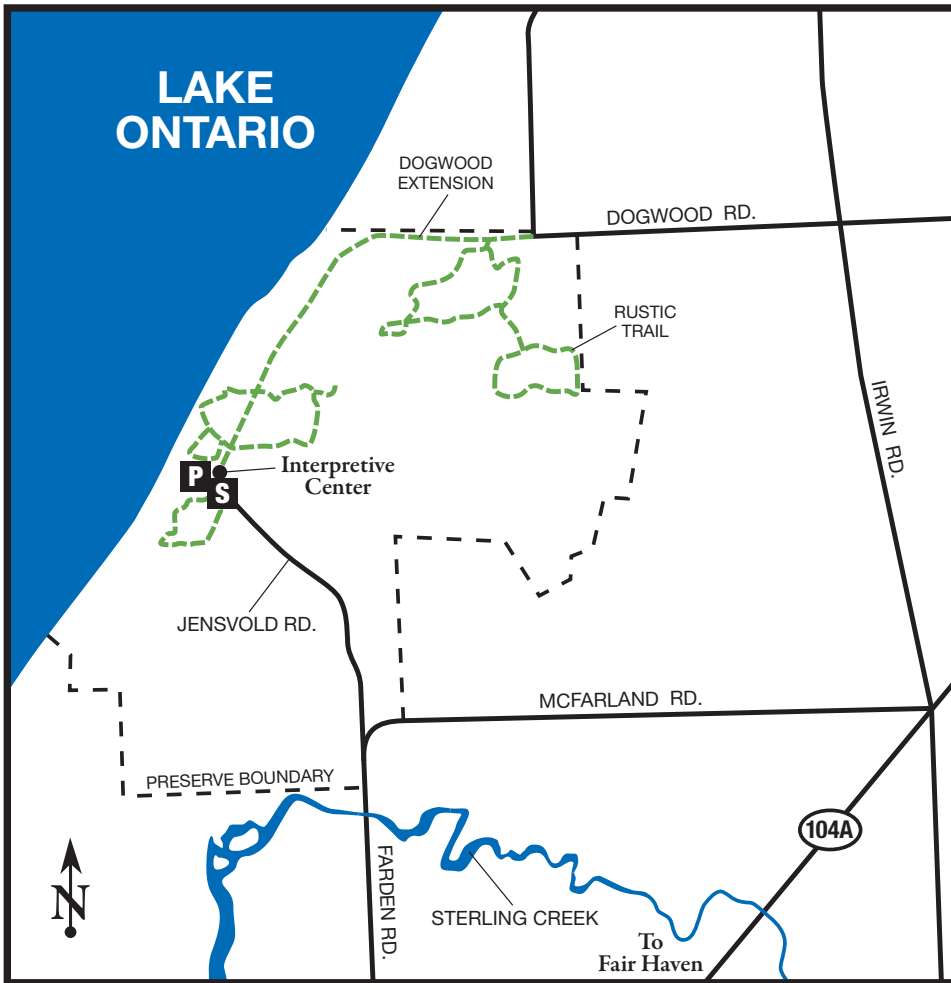 LAKE
ONTARIO
DOGWOOD
EXTENSION
DOGWOOD RD.
RUSTIC
TRAIL
IRWIN RD.
P
S
Interpretive
Center
JENSVOLD RD.
MCFARLAND RD.
PRESERVE BOUNDARY
104A
FARDEN RD.
N
STERLING CREEK
To
Fair Haven